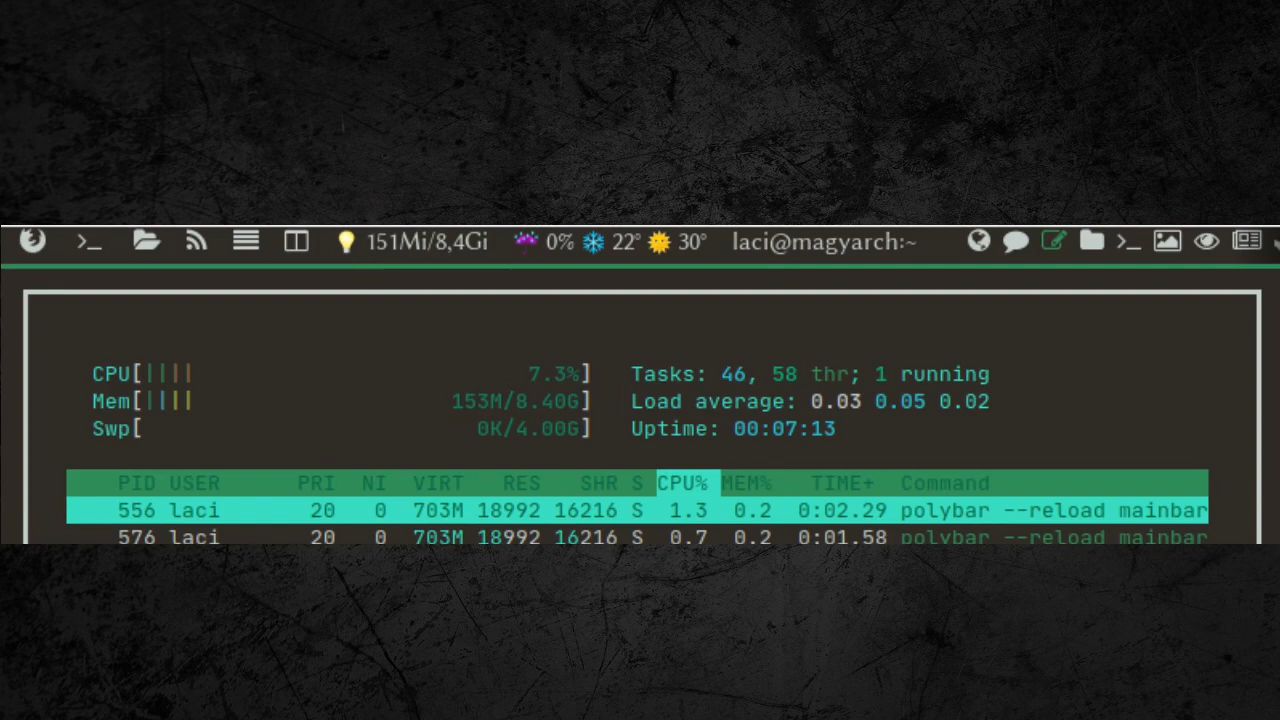 151Mi/8,4Gi 0% 22° 30° laci@magyarch:~
CPU[|||| 7.3%] Tasks: 46, 58 thr; 1 running
Mem[|||| 153M/8.40G] Load average: 0.03 0.05 0.02
Swp[ 0K/4.00G] Uptime: 00:07:13
PID USER PRI NI VIRT RES SHR S CPU% MEM% TIME+ Command
556 laci 20 0 703M 18992 16216 S 1.3 0.2 0:02.29 polybar --reload mainbar
576 laci 20 0 703M 18992 16216 S 0.7 0.2 0:01.58 polybar --reload mainbar